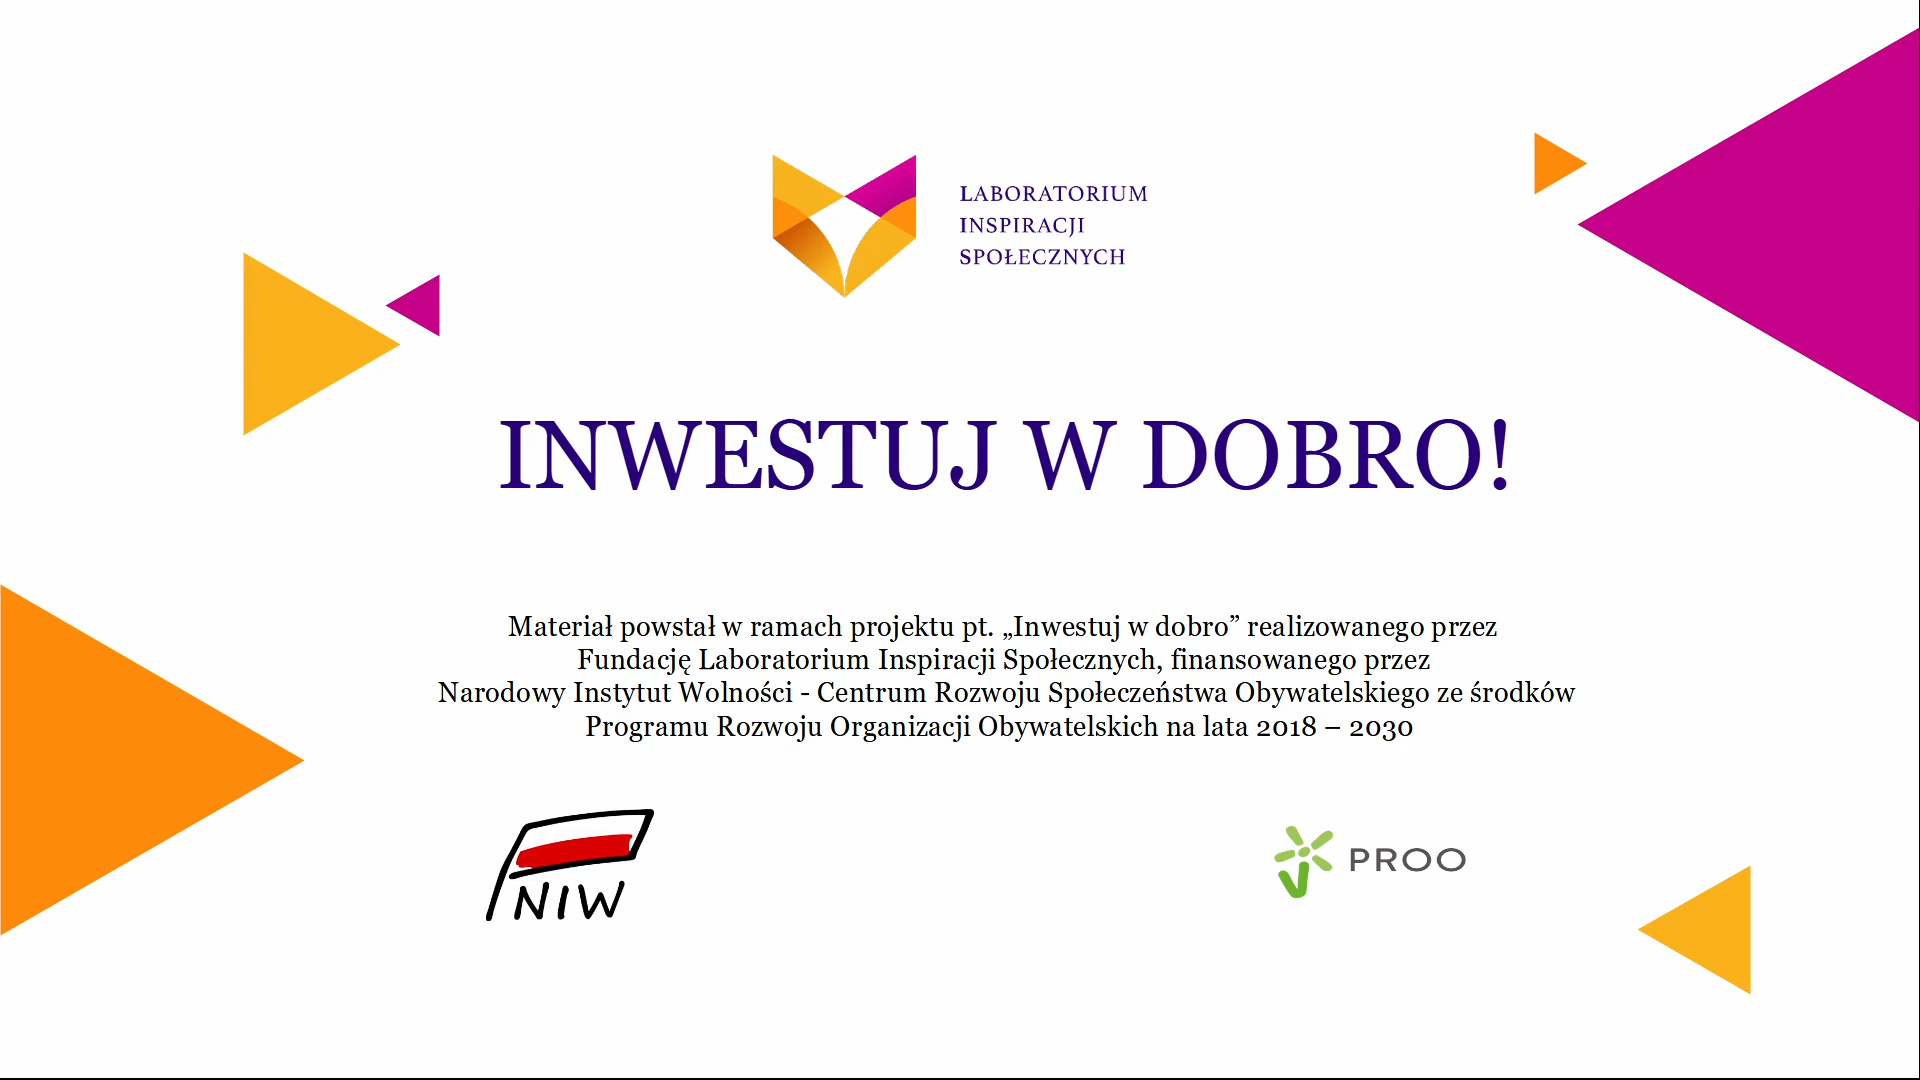 LABORATORIUM
INSPIRACJI
SPOŁECZNYCH
INWESTUJ W DOBRO!
Materiał powstał w ramach projektu pt. „Inwestuj w dobro” realizowanego przez
Fundację Laboratorium Inspiracji Społecznych, finansowanego przez
Narodowy Instytut Wolności - Centrum Rozwoju Społeczeństwa Obywatelskiego ze środków
Programu Rozwoju Organizacji Obywatelskich na lata 2018 – 2030
NIW
PROO